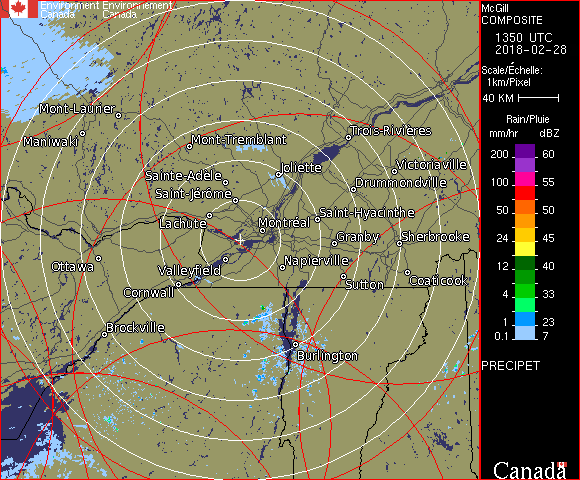 Environment Environnement
Canada Canada
Mont-Laurier
Maniwaki
Mont-Tremblant
Trois-Rivières
Sainte-Adèle
Joliette
Victoriaville
Saint-Jérôme
Drummondville
Lachute
Montréal
Saint-Hyacinthe
Granby
Sherbrooke
Ottawa
Valleyfield
Napierville
Cornwall
Sutton
Coaticook
Brockville
Burlington
McGill
COMPOSITE
1350 UTC
2018-02-28
Scale/Échelle:
1km/Pixel
40 KM
Rain/Pluie
mm/hr dBZ
200 60
150 57
100 55
50 50
24 45
12 40
4 33
1 23
0.1 7
PRECIPET
Canada